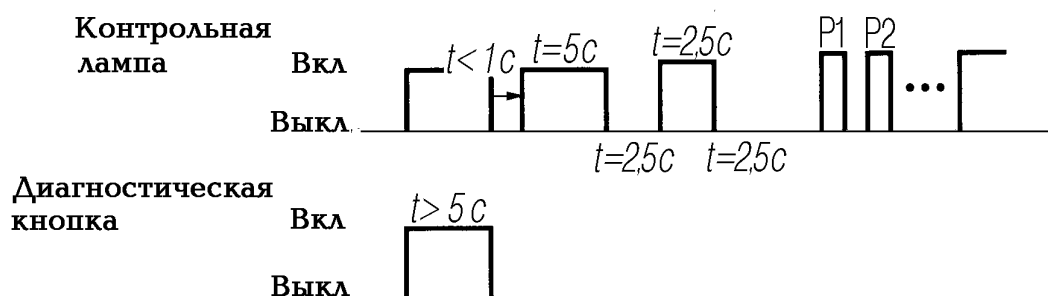 Контрольная
лампа
Вкл
t<1c
t=5c
t=2,5c
P1
P2
Выкл.
t=2,5c
t=2,5c
Диагностическая
кнопка
Вкл
t>5c
Выкл